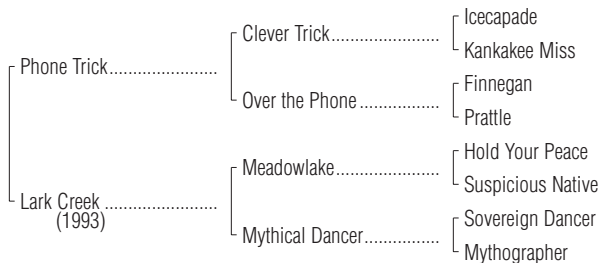 Icecapade
Clever Trick
Kankakee Miss
Phone Trick
Finnegan
Over the Phone
Prattle
Hold Your Peace
Meadowlake
Suspicious Native
Lark Creek
(1993)
Sovereign Dancer
Mythical Dancer
Mythographer